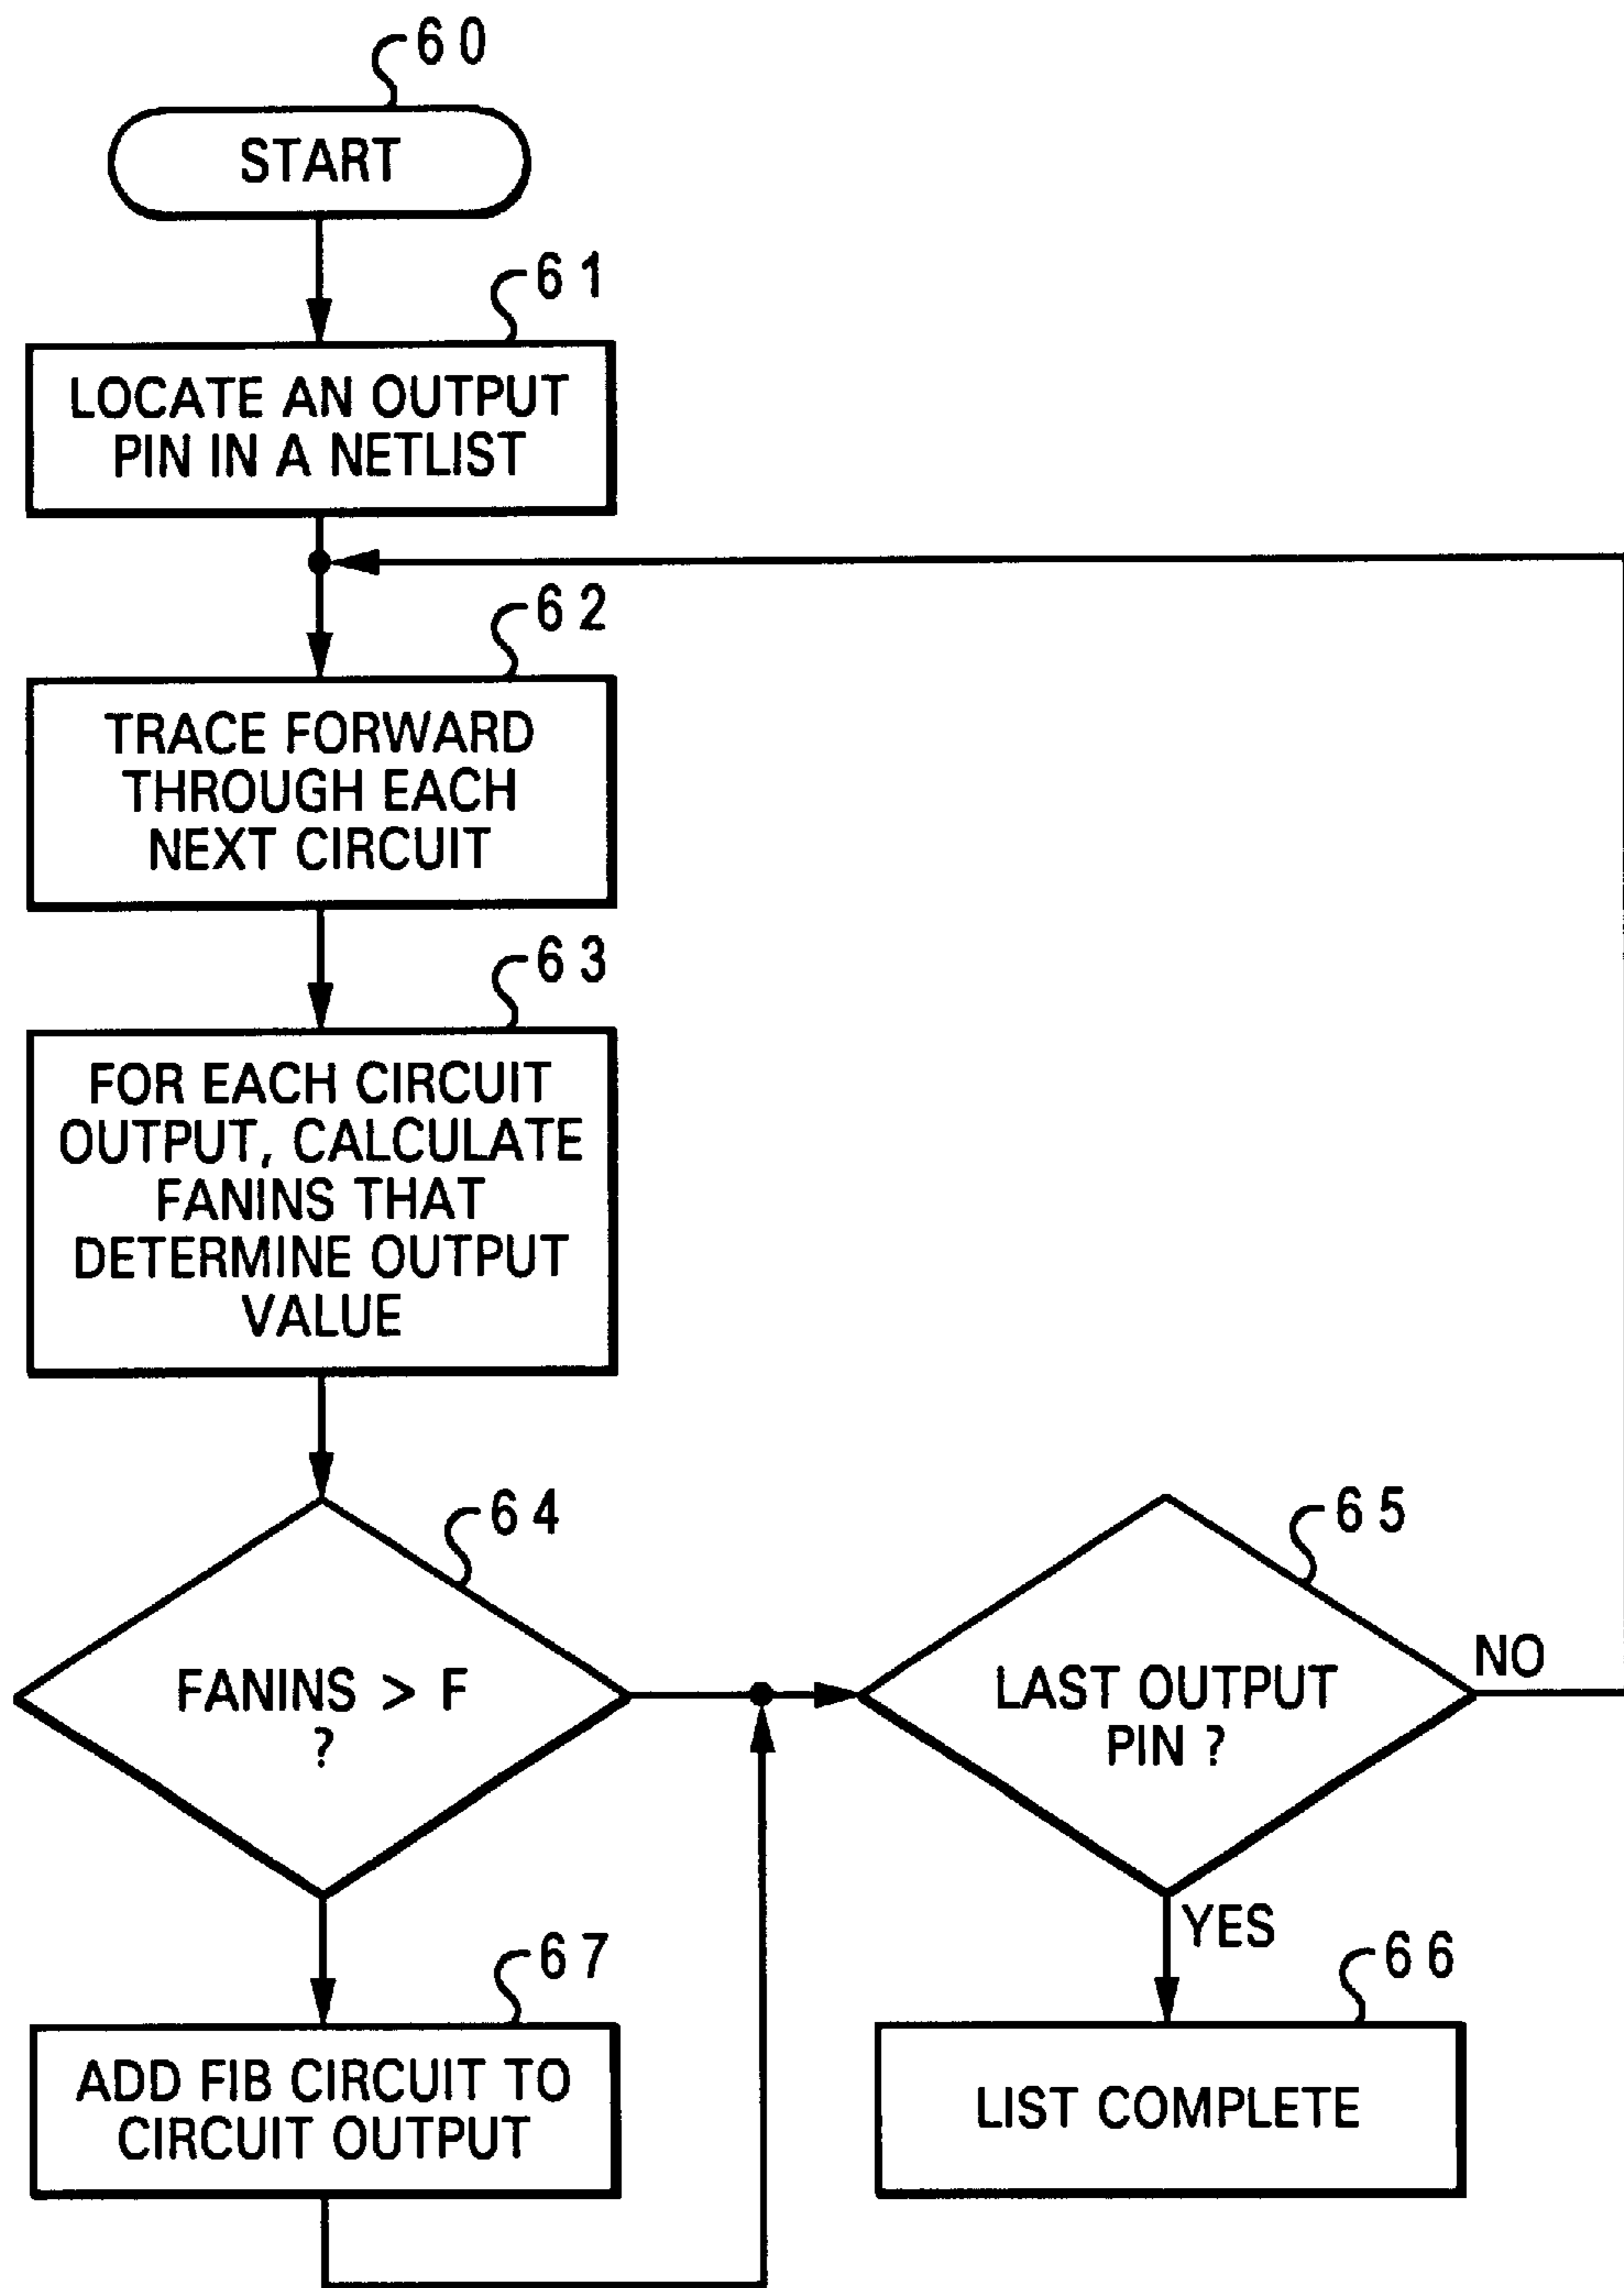 60
START
61
LOCATE AN OUTPUT
PIN IN A NETLIST
62
TRACE FORWARD
THROUGH EACH
NEXT CIRCUIT
63
FOR EACH CIRCUIT
OUTPUT, CALCULATE
FANINS THAT
DETERMINE OUTPUT
VALUE
64
FANINS > F
?
65
LAST OUTPUT
PIN ?
NO
YES
67
ADD FIB CIRCUIT TO
CIRCUIT OUTPUT
66
LIST COMPLETE